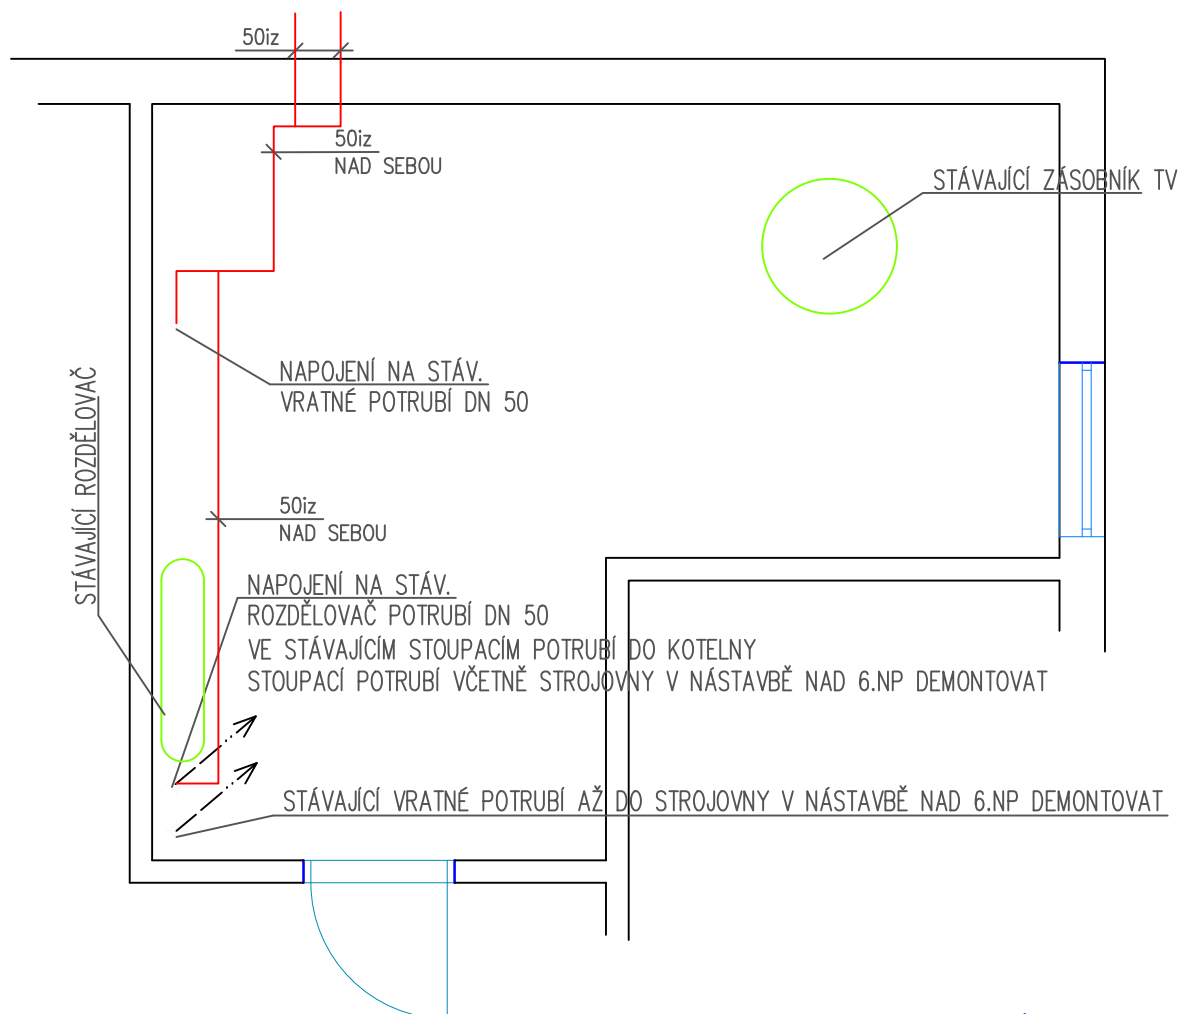 50iz
50iz
NAD SEBOU
STÁVAJÍCÍ ZÁSOBNÍK TV
NAPOJENÍ NA STÁV.
VRATNÉ POTRUBÍ DN 50
STÁVAJÍCÍ ROZDĚLOVAČ
50iz
NAD SEBOU
NAPOJENÍ NA STÁV.
ROZDĚLOVAČ POTRUBÍ DN 50
VE STÁVAJÍCÍM STOUPACÍM POTRUBÍ DO KOTELNY
STOUPACÍ POTRUBÍ VČETNĚ STROJOVNY V NÁSTAVBĚ NAD 6.NP DEMONTOVAT
STÁVAJÍCÍ VRATNÉ POTRUBÍ AŽ DO STROJOVNY V NÁSTAVBĚ NAD 6.NP DEMONTOVAT